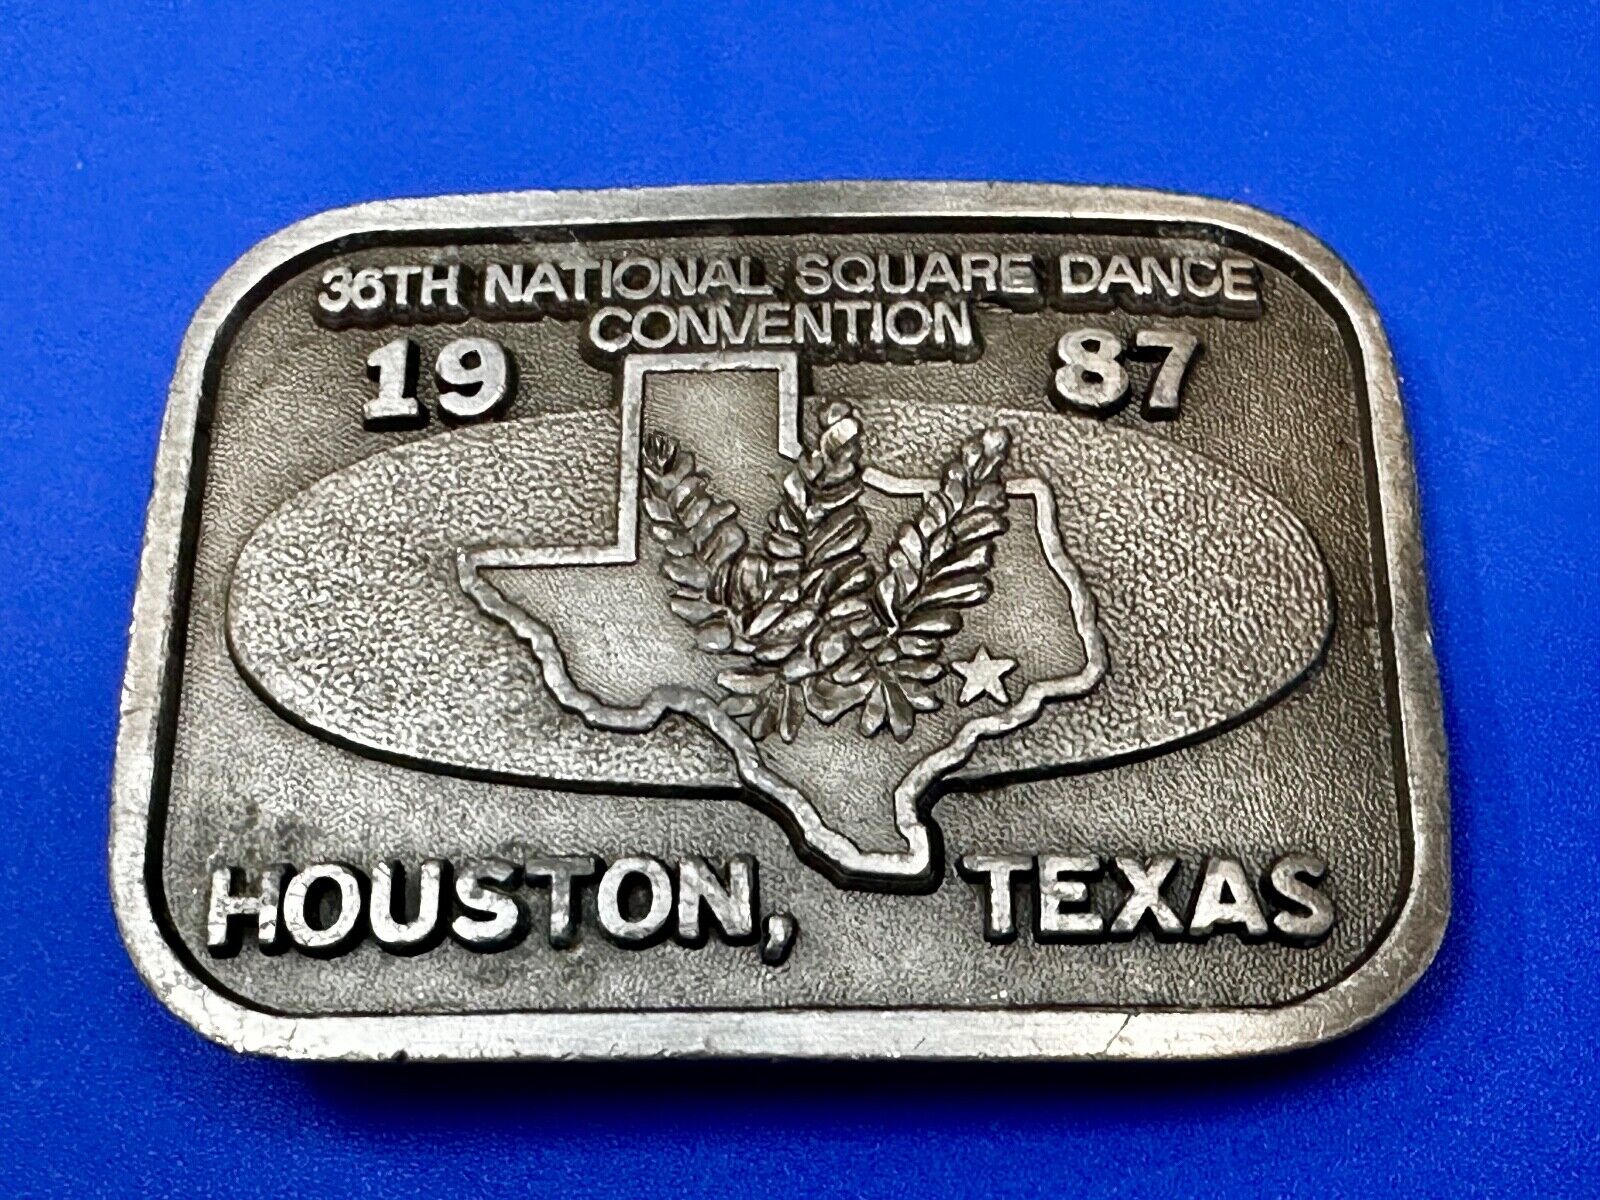 36TH NATIONAL SQUARE DANCE
CONVENTION
19 87
HOUSTON, TEXAS